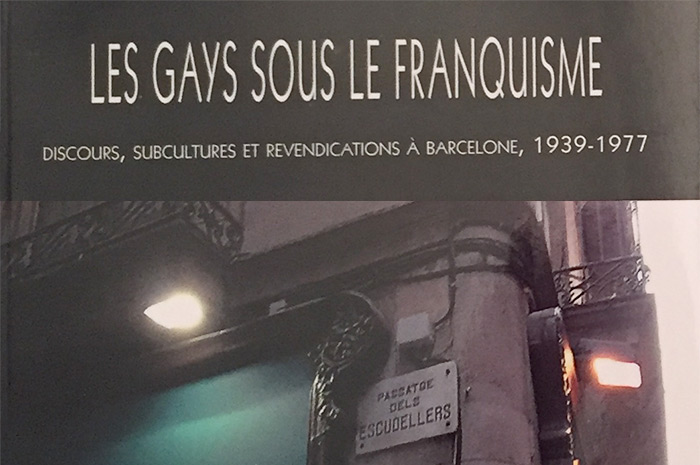 LES GAYS SOUS LE FRANQUISME
DISCOURS, SUBCULTURES ET REVENDICATIONS À BARCELONE, 1939-1977
PASSATGE
DELS
ESCUDELLERS